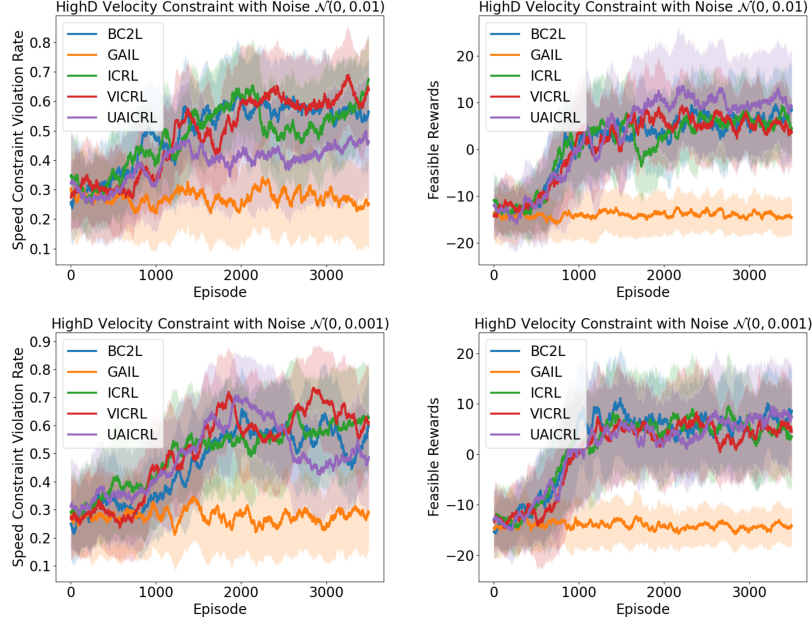 HighD Velocity Constraint with Noise 𝒩(0, 0.01)
Speed Constraint Violation Rate
0.8
0.7
0.6
0.5
0.4
0.3
0.2
0.1
BC2L
GAIL
ICRL
VICRL
UAICRL
0 1000 2000 3000
Episode
HighD Velocity Constraint with Noise 𝒩(0, 0.01)
Feasible Rewards
20
10
0
−10
−20
BC2L
GAIL
ICRL
VICRL
UAICRL
0 1000 2000 3000
Episode
HighD Velocity Constraint with Noise 𝒩(0, 0.001)
Speed Constraint Violation Rate
0.9
0.8
0.7
0.6
0.5
0.4
0.3
0.2
0.1
BC2L
GAIL
ICRL
VICRL
UAICRL
0 1000 2000 3000
Episode
HighD Velocity Constraint with Noise 𝒩(0, 0.001)
Feasible Rewards
20
10
0
−10
−20
BC2L
GAIL
ICRL
VICRL
UAICRL
0 1000 2000 3000
Episode